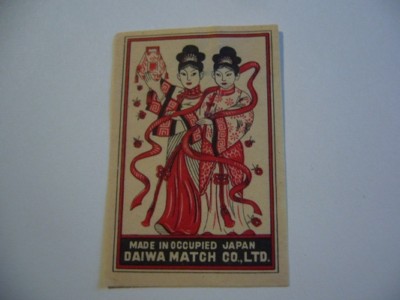 MADE IN OCCUPIED JAPAN
DAIWA MATCH CO., LTD.